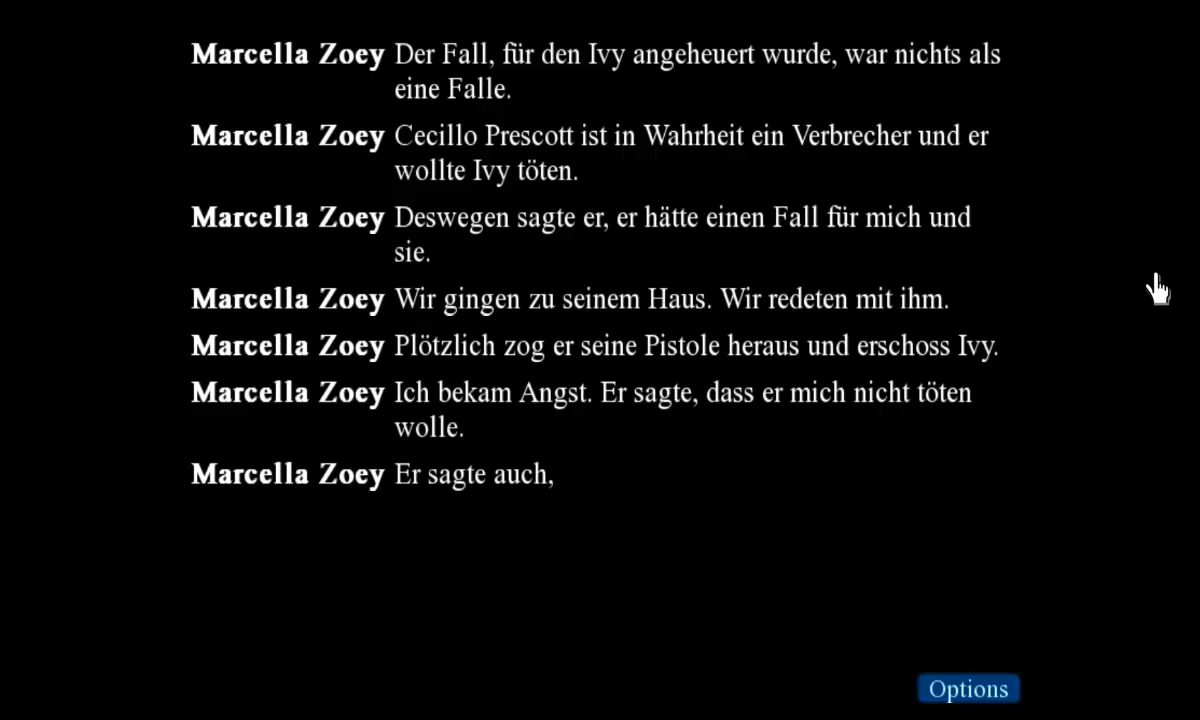 Marcella Zoey Der Fall, für den Ivy angeheuert wurde, war nichts als
eine Falle.
Marcella Zoey Cecillo Prescott ist in Wahrheit ein Verbrecher und er
wollte Ivy töten.
Marcella Zoey Deswegen sagte er, er hätte einen Fall für mich und
sie.
Marcella Zoey Wir gingen zu seinem Haus. Wir redeten mit ihm.
Marcella Zoey Plötzlich zog er seine Pistole heraus und erschoss Ivy.
Marcella Zoey Ich bekam Angst. Er sagte, dass er mich nicht töten
wolle.
Marcella Zoey Er sagte auch,
Options